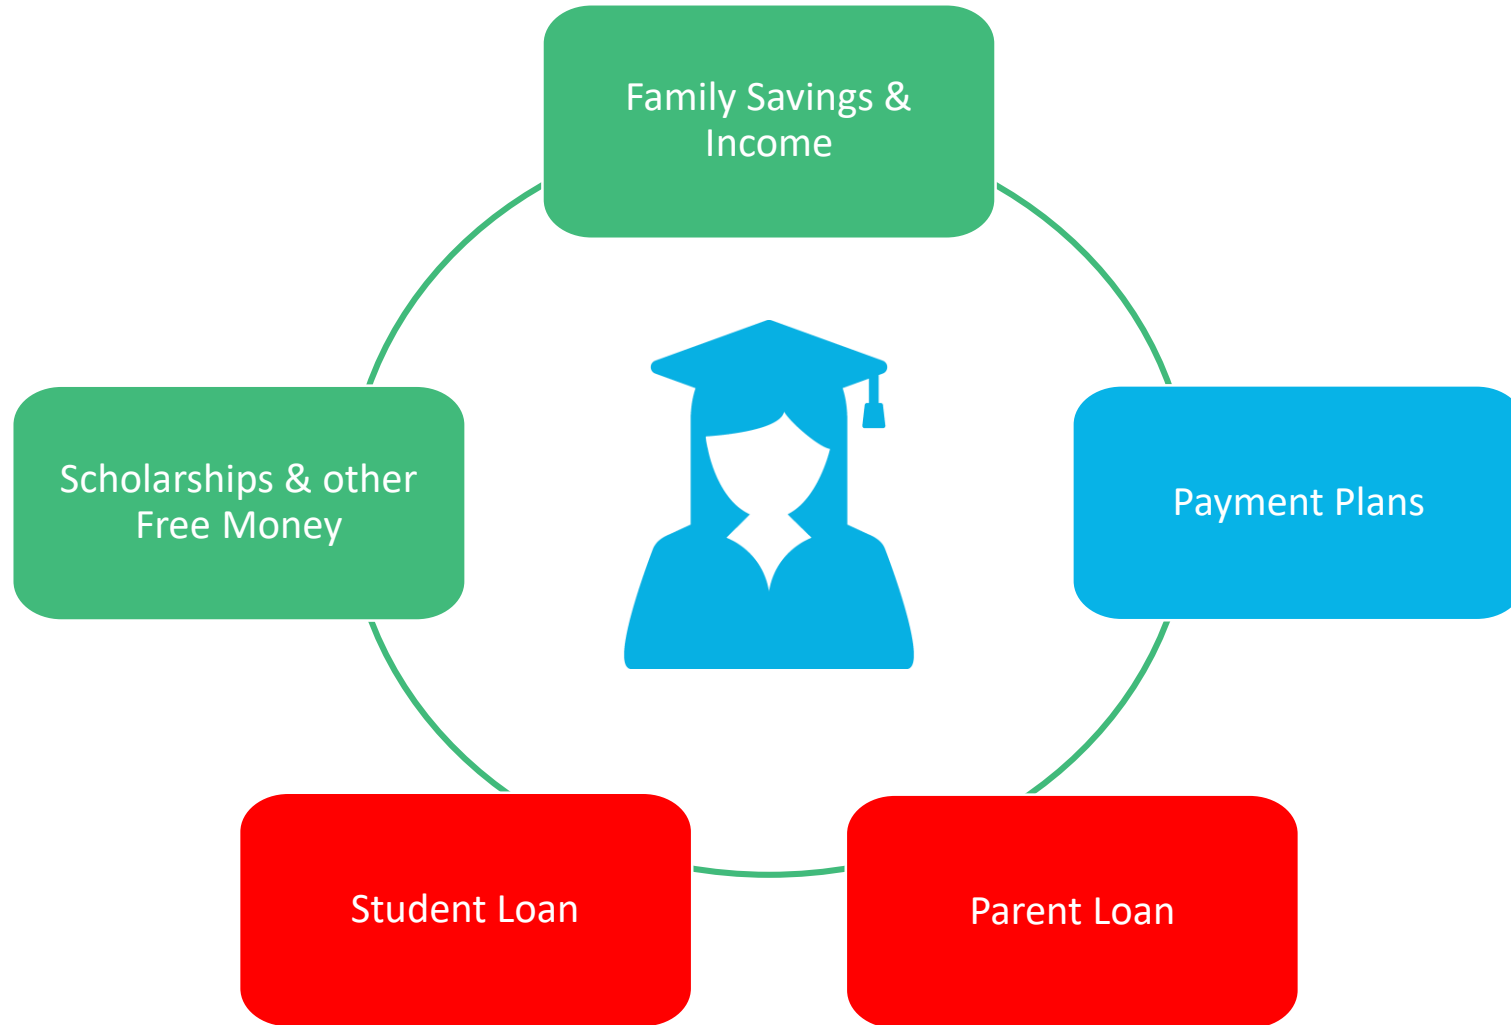 Family Savings &
Income
Scholarships & other
Free Money
Payment Plans
Student Loan
Parent Loan